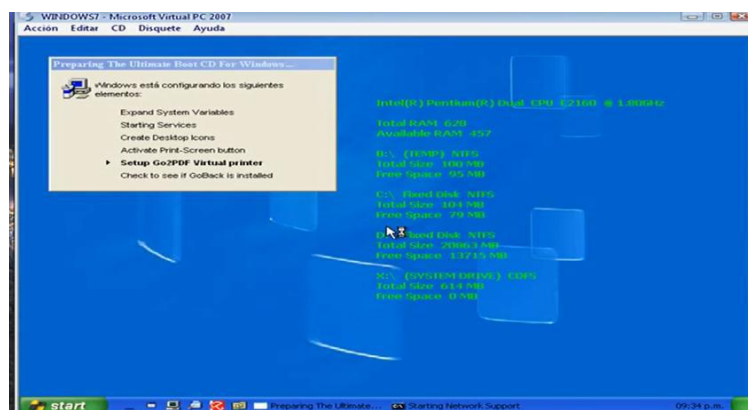 WINDOWS7 - Microsoft Virtual PC 2007
Acción Editar CD Disquete Ayuda
Preparing The Ultimate Boot CD For Windows...
Windows está configurando los siguientes
elementos:
Expand System Variables
Starting Services
Create Desktop Icons
Activate Print-Screen button
Setup Go2PDF Virtual printer
Check to see if GoBack is installed
Intel(R) Pentium(R) Dual CPU E2160 @ 1.80GHz
Total RAM 620
Available RAM 457
B:\ (TEMP) NTFS
Total Size 100 MB
Free Space 95 MB
C:\ Fixed Disk NTFS
Total Size 104 MB
Free Space 79 MB
Fixed Disk NTFS
Total Size 20863 MB
Free Space 13715 MB
X:\ (SYSTEM DRIVE) CDFS
Total Size 614 MB
Free Space 0 MB
start
Preparing The Ultimate...
Starting Network Support
09:34 p.m.